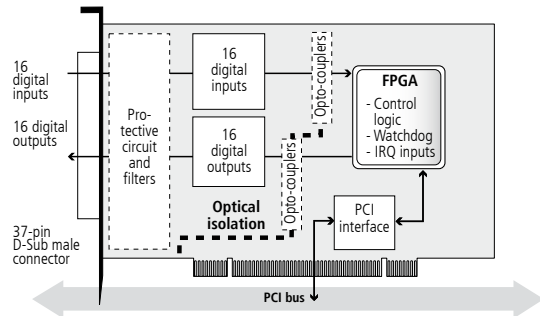 16
digital
inputs
16 digital
outputs
37-pin
D-Sub male
connector
Pro-
tective
circuit
and
filters
16
digital
inputs
16
digital
outputs
Opto-couplers
Opto-couplers
Optical
isolation
FPGA
- Control
logic
- Watchdog
- IRQ inputs
PCI
interface
PCI bus